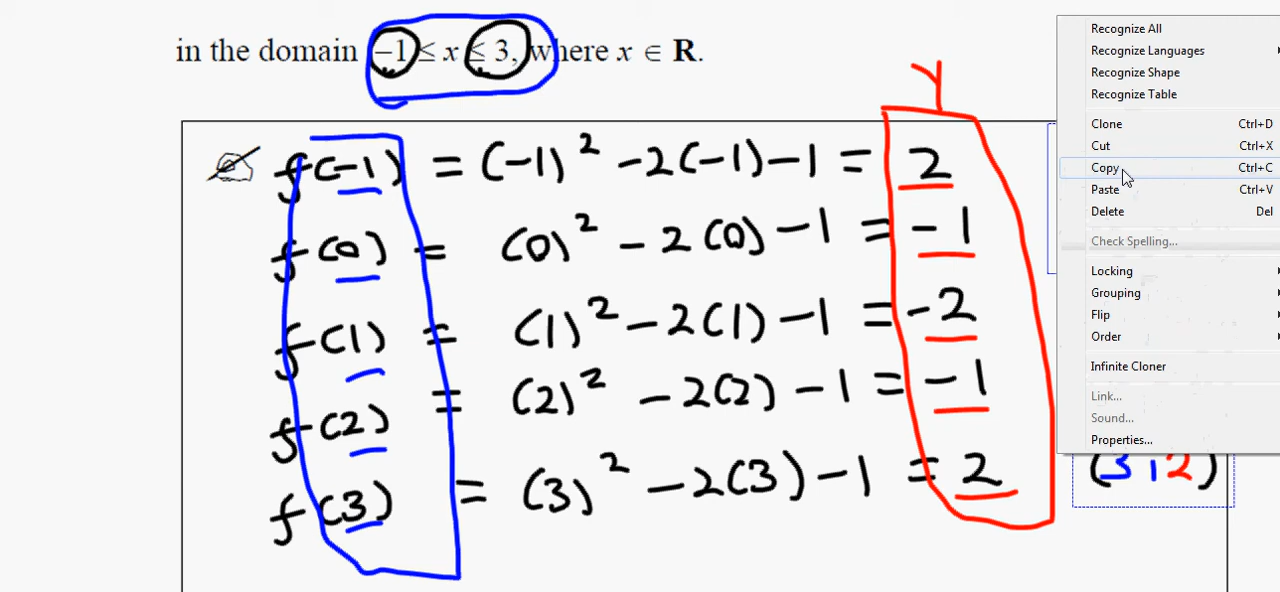 in the domain −1 ≤ x ≤ 3, where x ∈ R.
Y
f(-1) = (-1)² -2(-1)-1 = 2
f(0) = (0)² - 2(0) -1 = -1
f(1) = (1)² -2(1) -1 = -2
f(2) = (2)² -2(2) -1 = -1
f(3) = (3)² -2(3) -1 = 2
(3,2)
Recognize All
Recognize Languages
Recognize Shape
Recognize Table
Clone Ctrl+D
Cut Ctrl+X
Copy Ctrl+C
Paste Ctrl+V
Delete Del
Check Spelling...
Locking
Grouping
Flip
Order
Infinite Cloner
Link...
Sound...
Properties...